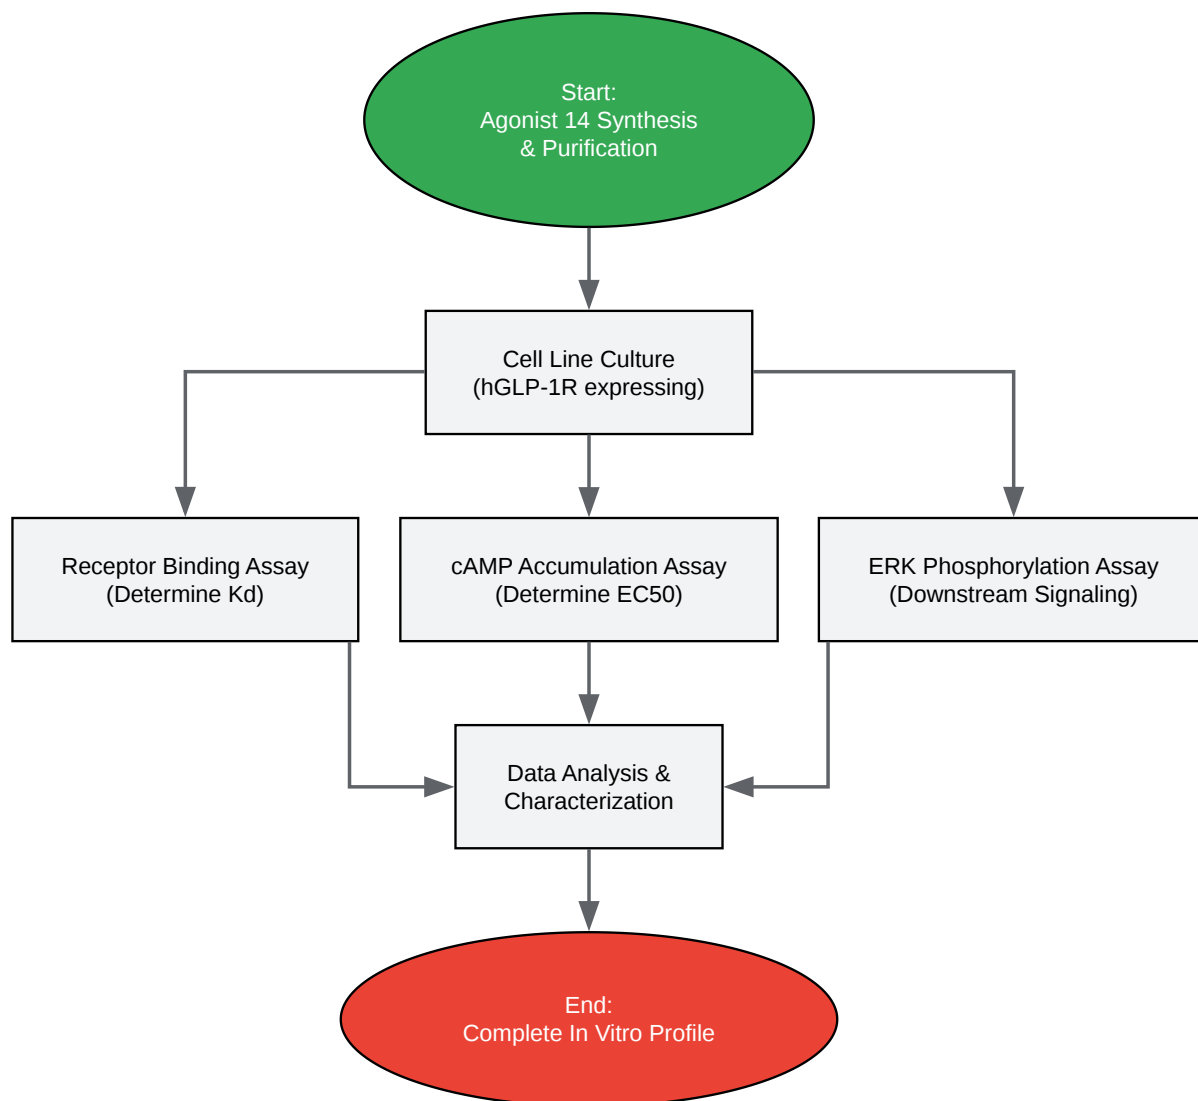 Start:
Agonist 14 Synthesis
& Purification
Cell Line Culture
(hGLP-1R expressing)
Receptor Binding Assay
(Determine Kd)
cAMP Accumulation Assay
(Determine EC50)
ERK Phosphorylation Assay
(Downstream Signaling)
Data Analysis &
Characterization
End:
Complete In Vitro Profile